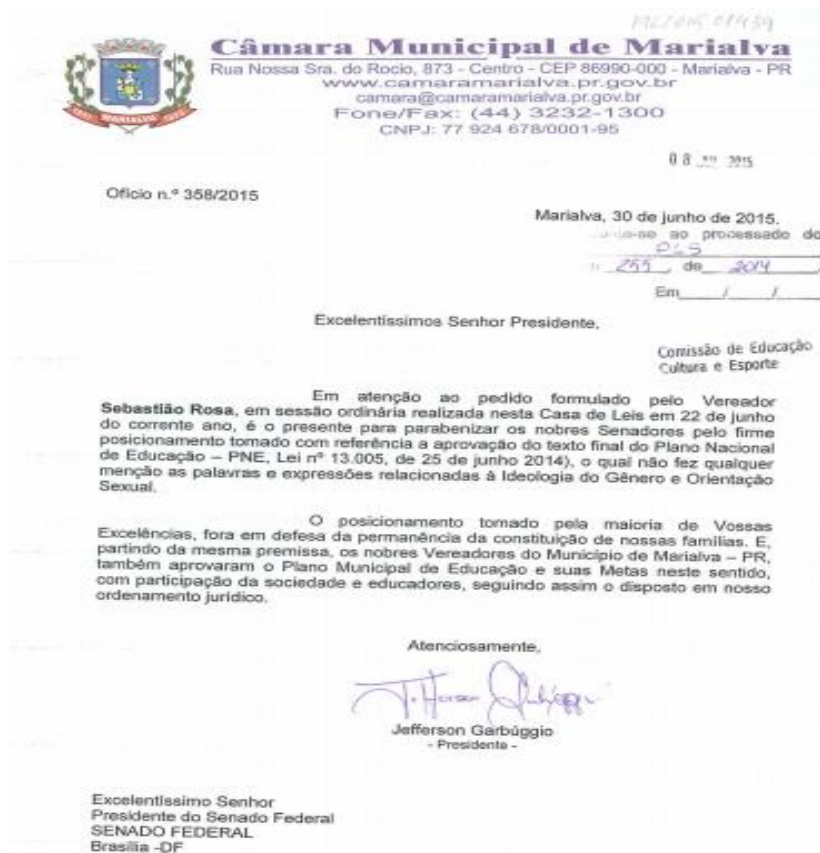 Câmara Municipal de Marialva
Rua Nossa Sra. do Rocio, 873 - Centro - CEP 86990-000 - Marialva - PR
www.camaramarialva.pr.gov.br
camara@camaramarialva.pr.gov.br
Fone/Fax: (44) 3232-1300
CNPJ: 77 924 678/0001-95
MARIALVA
08 2015
Ofício n.º 358/2015
Marialva, 30 de junho de 2015.
ao processado do
PLS
255 de 2014
Em / /
Excelentíssimos Senhor Presidente,
Comissão de Educação
Cultura e Esporte
Em atenção ao pedido formulado pelo Vereador
Sebastião Rosa, em sessão ordinária realizada nesta Casa de Leis em 22 de junho
do corrente ano, é o presente para parabenizar os nobres Senadores pelo firme
posicionamento tomado com referência a aprovação do texto final do Plano Nacional
de Educação – PNE, Lei nº 13.005, de 25 de junho 2014), o qual não fez qualquer
menção as palavras e expressões relacionadas à Ideologia do Gênero e Orientação
Sexual.
O posicionamento tomado pela maioria de Vossas
Excelências, fora em defesa da permanência da constituição de nossas famílias. E,
partindo da mesma premissa, os nobres Vereadores do Município de Marialva – PR,
também aprovaram o Plano Municipal de Educação e suas Metas neste sentido,
com participação da sociedade e educadores, seguindo assim o disposto em nosso
ordenamento jurídico.
Atenciosamente,
Jefferson Garbúggio
- Presidente -
Excelentíssimo Senhor
Presidente do Senado Federal
SENADO FEDERAL
Brasília -DF